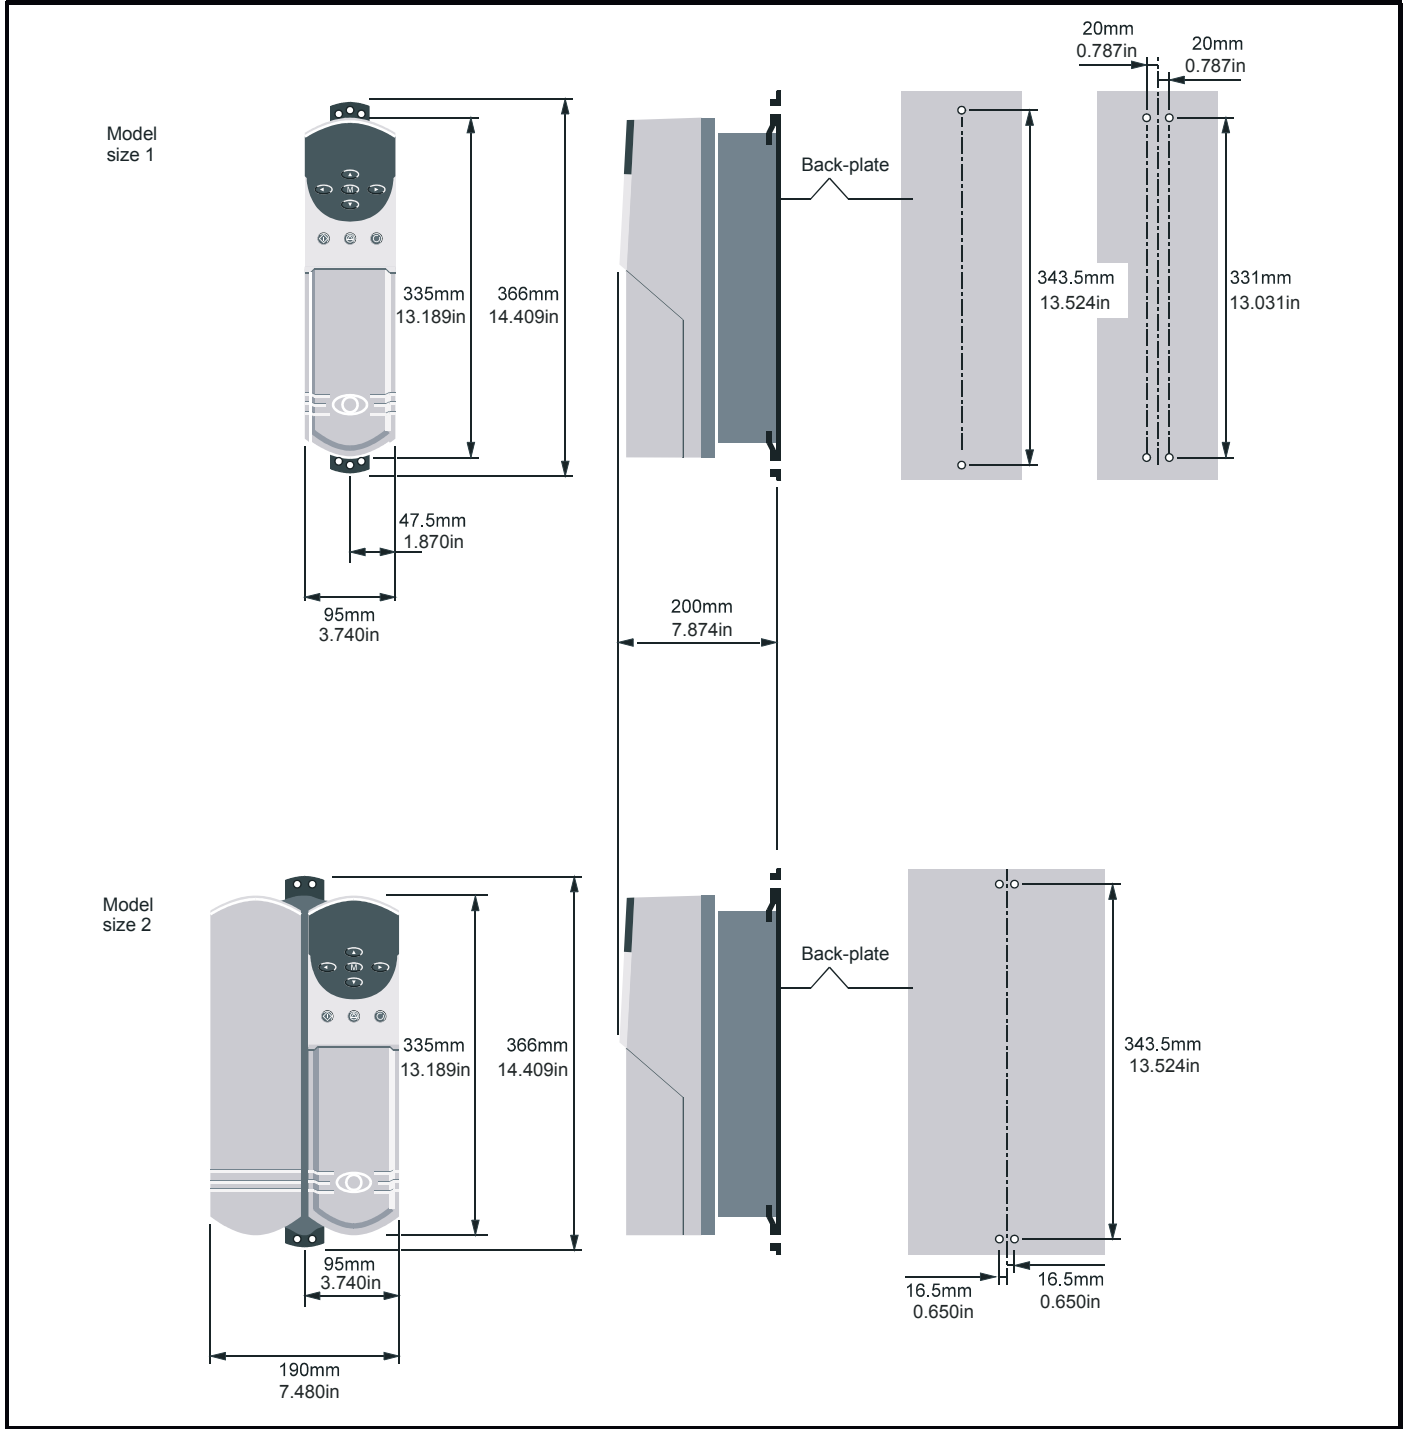 Model
size 1
M
335mm
13.189in
366mm
14.409in
47.5mm
1.870in
95mm
3.740in
Back-plate
200mm
7.874in
343.5mm
13.524in
20mm
0.787in
20mm
0.787in
331mm
13.031in
Model
size 2
M
335mm
13.189in
366mm
14.409in
95mm
3.740in
190mm
7.480in
Back-plate
343.5mm
13.524in
16.5mm
0.650in
16.5mm
0.650in